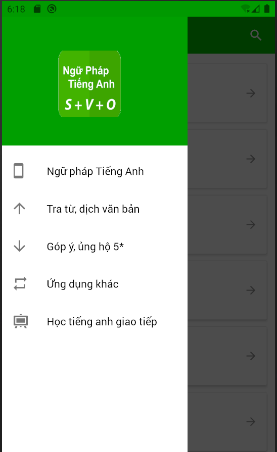 6:18
Ngữ Pháp
Tiếng Anh
S+V+O
Ngữ pháp Tiếng Anh
Tra từ, dịch văn bản
Góp ý, ủng hộ 5*
Ứng dụng khác
Học tiếng anh giao tiếp